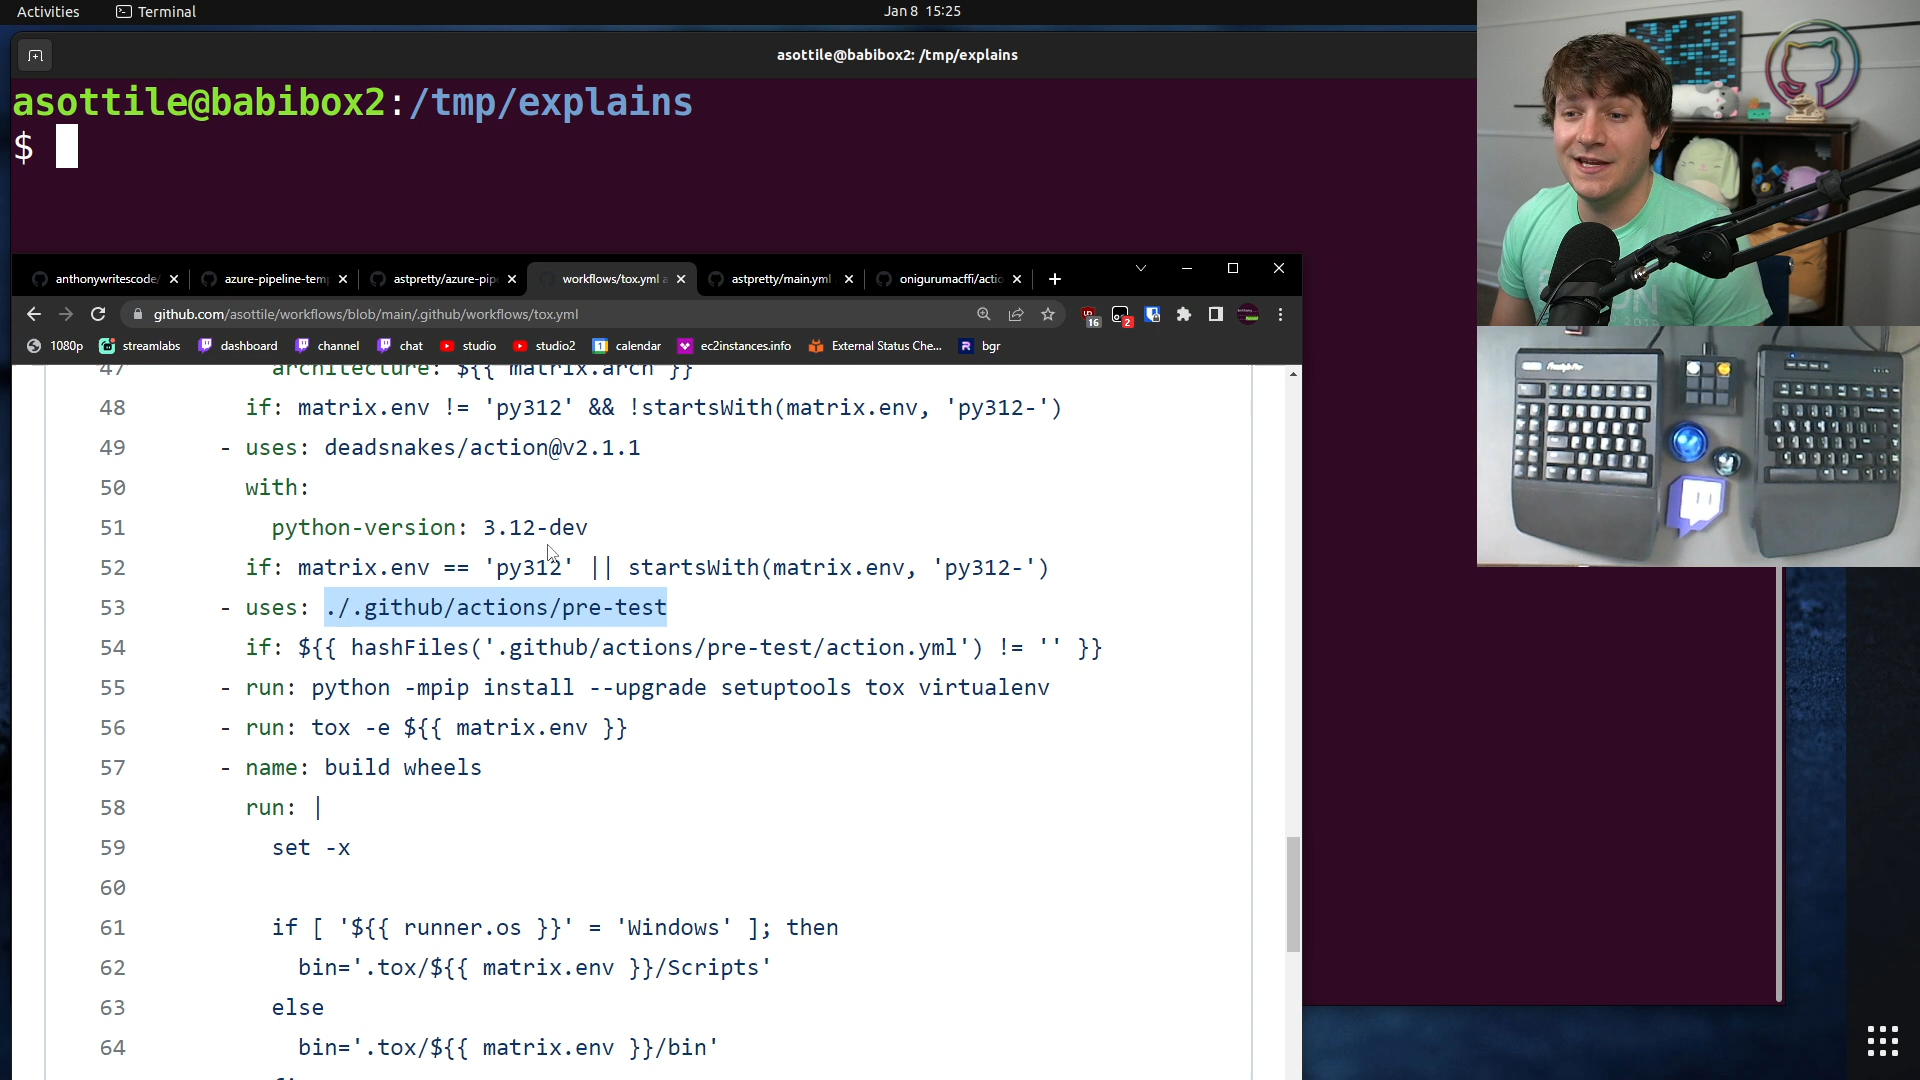 Activities
Terminal
Jan 8 15:25
asottile@babibox2: /tmp/explains
asottile@babibox2:/tmp/explains
$
anthonywritescode/
azure-pipeline-tem
astpretty/azure-pip
workflows/tox.yml a
astpretty/main.yml
onigurumacffi/actio
github.com/asottile/workflows/blob/main/.github/workflows/tox.yml
16
2
1080p
streamlabs
dashboard
channel
chat
studio
studio2
calendar
ec2instances.info
External Status Che...
bgr
47 architecture: ${{ matrix.arch }}
48 if: matrix.env != 'py312' && !startsWith(matrix.env, 'py312-')
49 - uses: deadsnakes/action@v2.1.1
50 with:
51 python-version: 3.12-dev
52 if: matrix.env == 'py312' || startsWith(matrix.env, 'py312-')
53 - uses: ./.github/actions/pre-test
54 if: ${{ hashFiles('.github/actions/pre-test/action.yml') != '' }}
55 - run: python -mpip install --upgrade setuptools tox virtualenv
56 - run: tox -e ${{ matrix.env }}
57 - name: build wheels
58 run: |
59 set -x
60
61 if [ '${{ runner.os }}' = 'Windows' ]; then
62 bin='.tox/${{ matrix.env }}/Scripts'
63 else
64 bin='.tox/${{ matrix.env }}/bin'